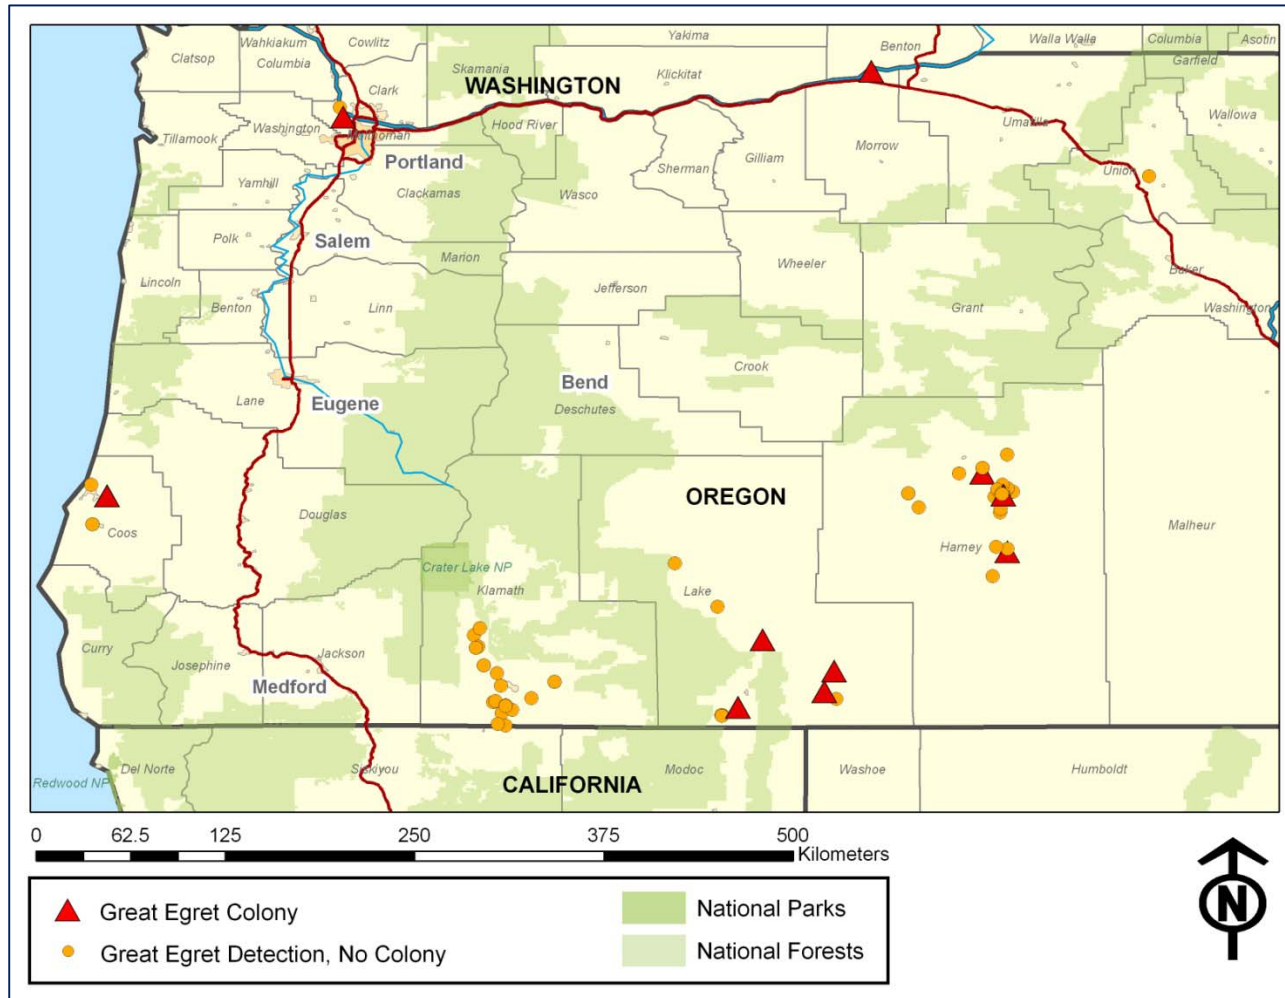 Wahkiakum
Cowlitz
Yakima
Benton
Walla Walla
Columbia
Asotin
Clatsop
Columbia
Skamania
Klickitat
Garfield
WASHINGTON
Clark
Washington
Hood River
Umatilla
Wallowa
Tillamook
Portland
Sherman
Gilliam
Morrow
Union
Yamhill
Clackamas
Wasco
Polk
Salem
Marion
Wheeler
Baker
Lincoln
Jefferson
Benton
Linn
Grant
Washington
Crook
Bend
Deschutes
Lane
Eugene
OREGON
Douglas
Malheur
Coos
Harney
Crater Lake NP
Klamath
Lake
Curry
Josephine
Jackson
Medford
Redwood NP
Del Norte
Siskiyou
CALIFORNIA
Modoc
Washoe
Humboldt
0 62.5 125 250 375 500
Kilometers
Great Egret Colony
National Parks
Great Egret Detection, No Colony
National Forests
N